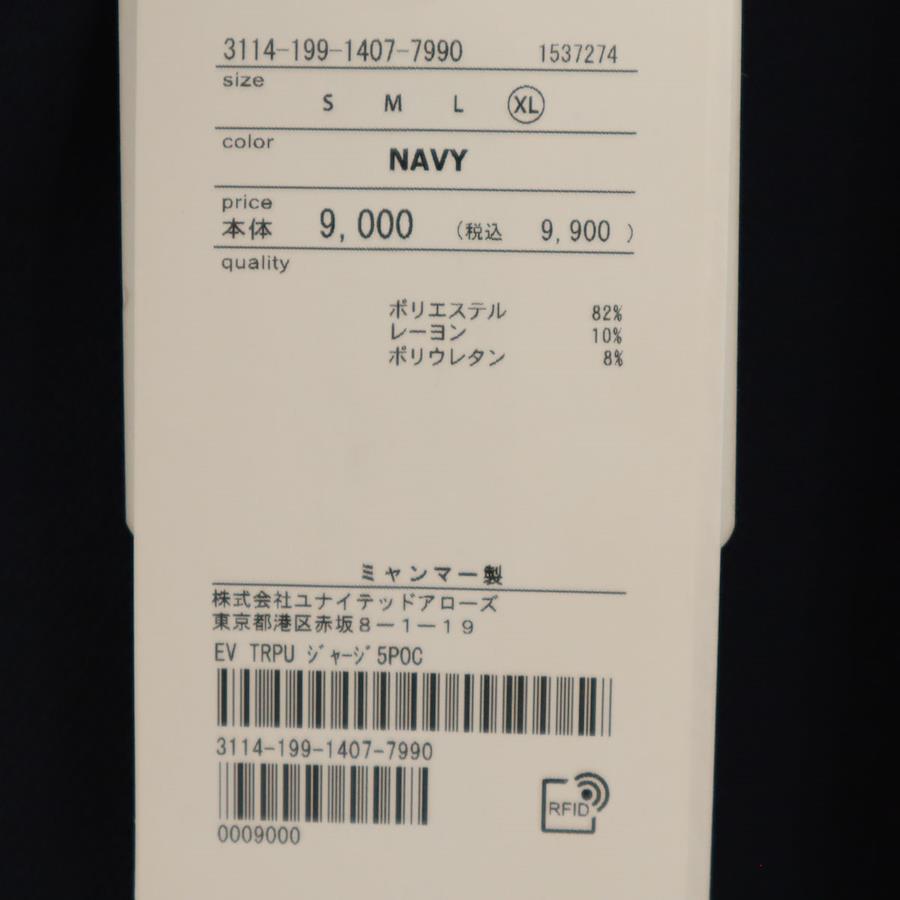 3114-199-1407-7990 1537274
size
S M L XL
color
NAVY
price
本体 9,000 (税込 9,900 )
quality
ポリエステル 82%
レーヨン 10%
ポリウレタン 8%
ミャンマー製
株式会社ユナイテッドアローズ
東京都港区赤坂8-1-19
EV TRPU ジャージ5POC
3114-199-1407-7990
0009000
RFID